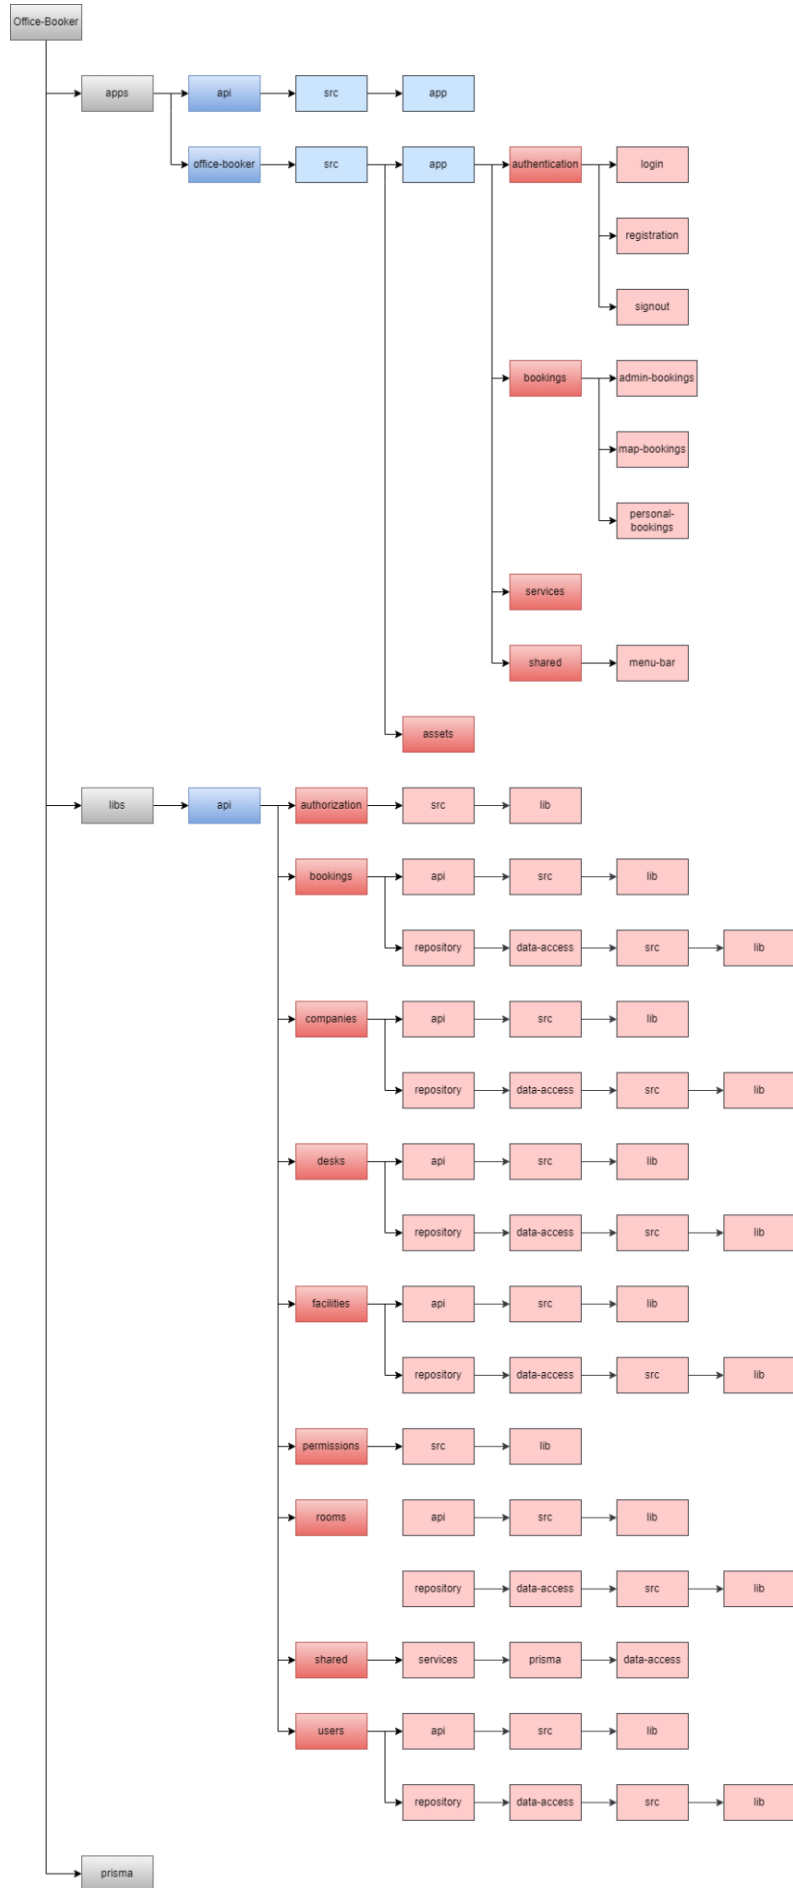 Office-Booker
apps
api
src
app
office-booker
src
app
authentication
login
registration
signout
bookings
admin-bookings
map-bookings
personal-
bookings
services
shared
menu-bar
assets
libs
api
authorization
src
lib
bookings
api
src
lib
repository
data-access
src
lib
companies
api
src
lib
repository
data-access
src
lib
desks
api
src
lib
repository
data-access
src
lib
facilities
api
src
lib
repository
data-access
src
lib
permissions
src
lib
rooms
api
src
lib
repository
data-access
src
lib
shared
services
prisma
data-access
users
api
src
lib
repository
data-access
src
lib
prisma